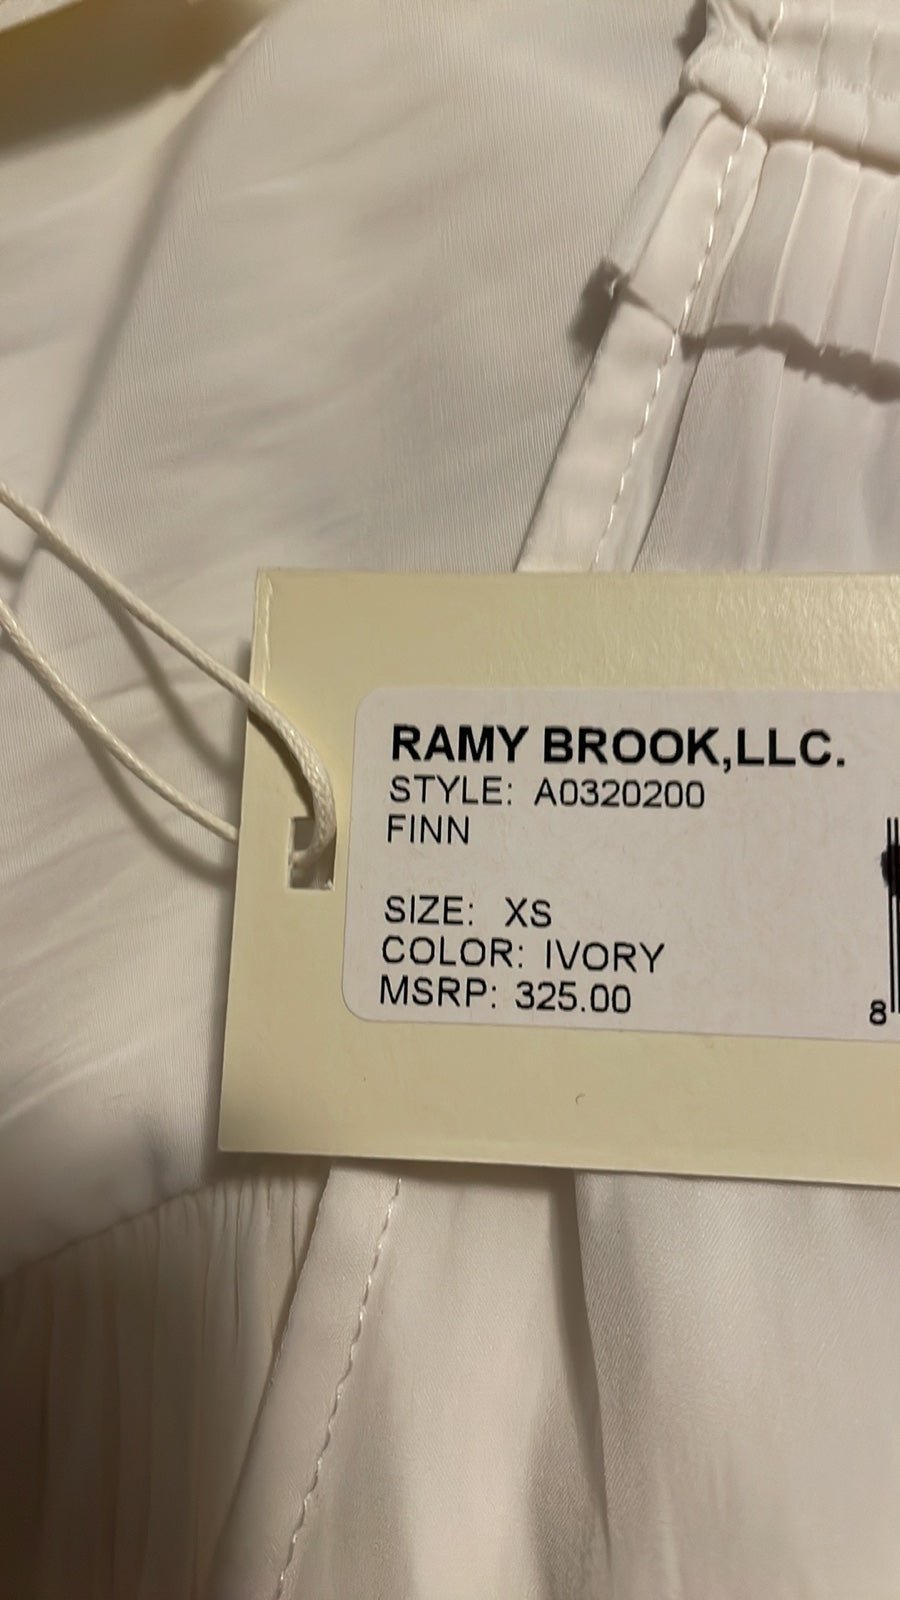 RAMY BROOK,LLC.
STYLE: A0320200
FINN
SIZE: XS
COLOR: IVORY
MSRP: 325.00
8